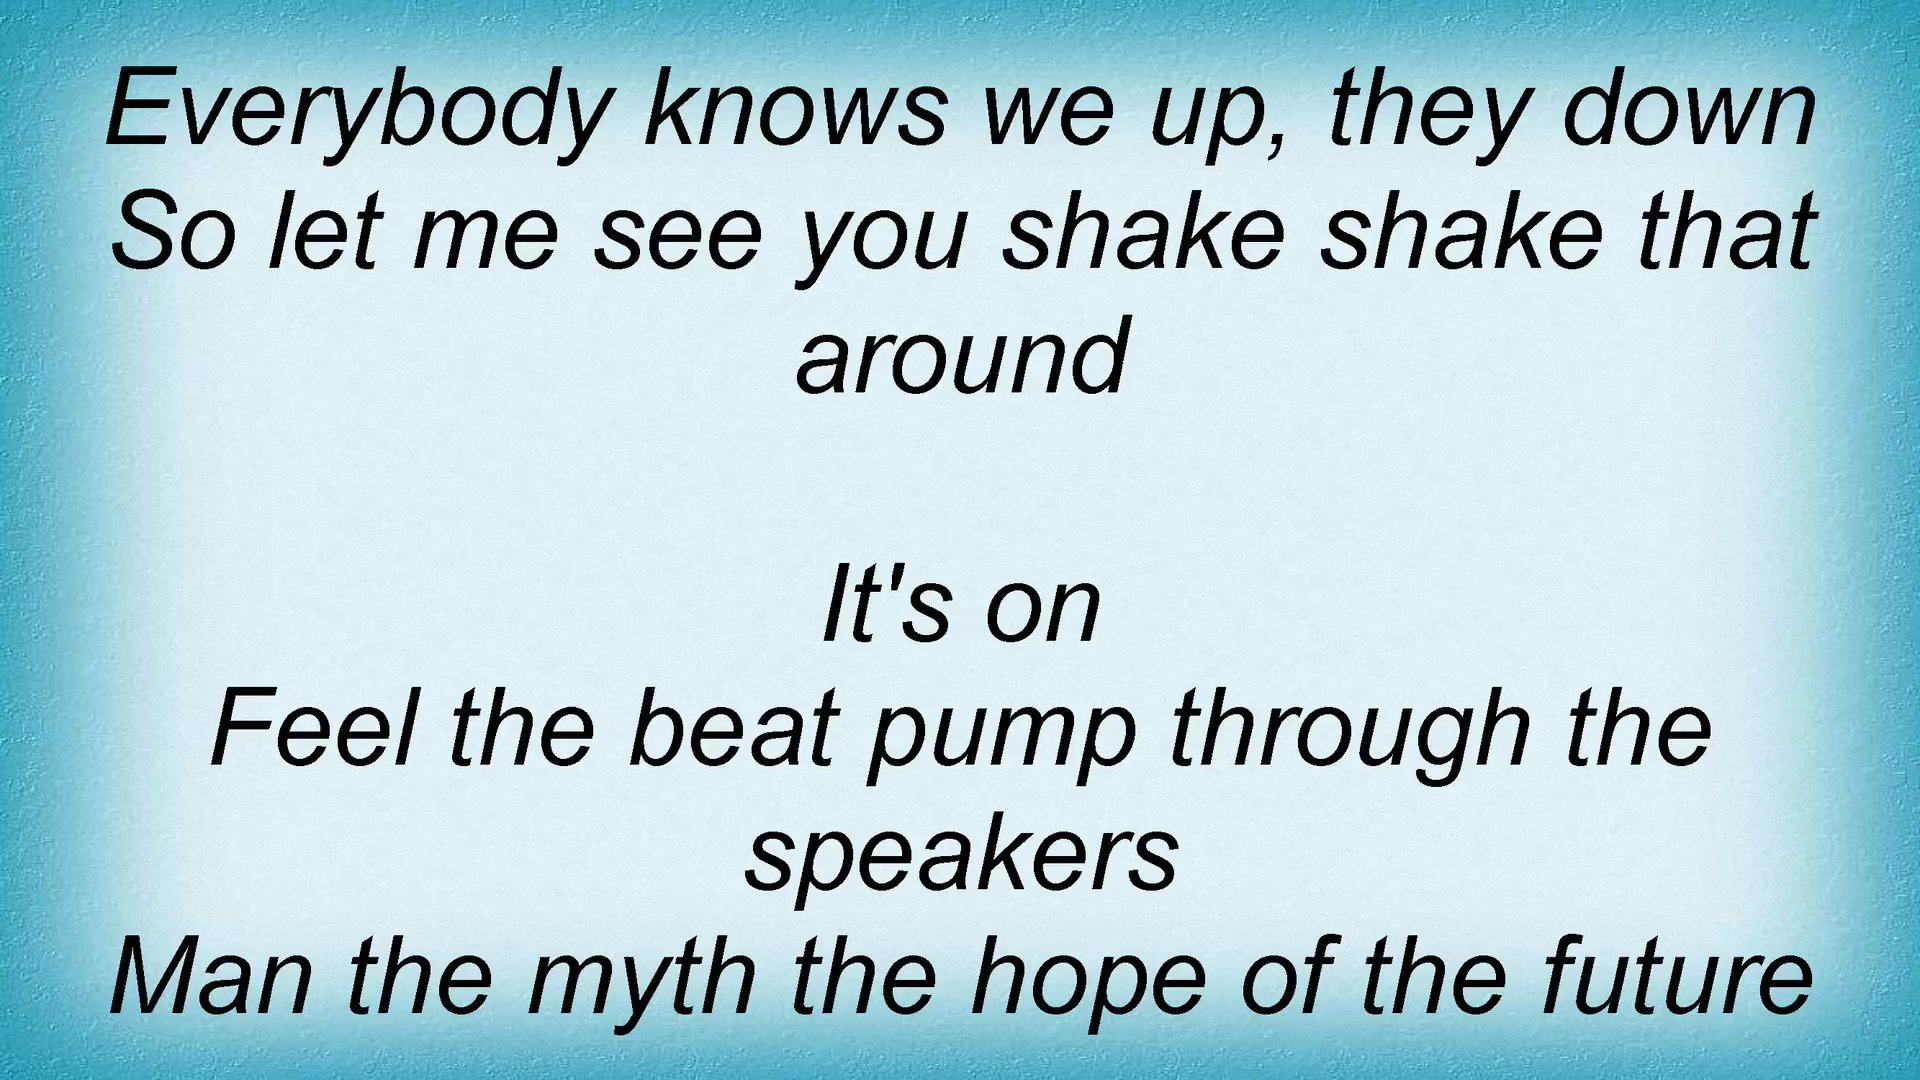 Everybody knows we up, they down
So let me see you shake shake that
around
It's on
Feel the beat pump through the
speakers
Man the myth the hope of the future